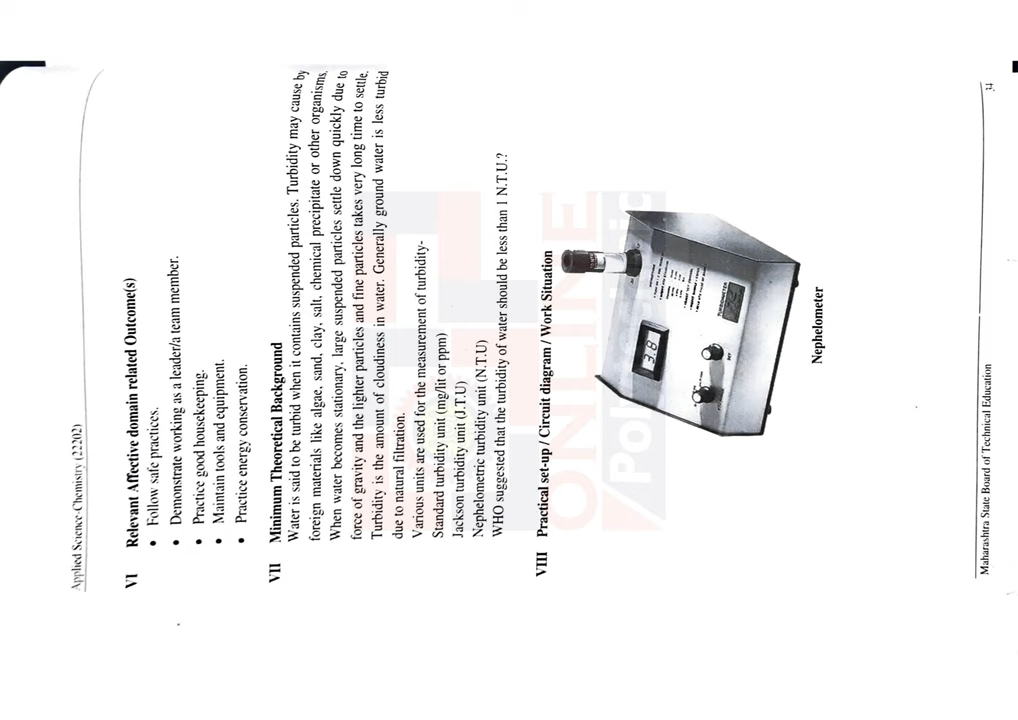 Applied Science-Chemistry (22202)
VI Relevant Affective domain related Outcome(s)
• Follow safe practices.
• Demonstrate working as a leader/a team member.
• Practice good housekeeping.
• Maintain tools and equipment.
• Practice energy conservation.
VII Minimum Theoretical Background
Water is said to be turbid when it contains suspended particles. Turbidity may cause by
foreign materials like algae, sand, clay, salt, chemical precipitate or other organisms.
When water becomes stationary, large suspended particles settle down quickly due to
force of gravity and the lighter particles and fine particles takes very long time to settle.
Turbidity is the amount of cloudiness in water. Generally ground water is less turbid
due to natural filtration.
Various units are used for the measurement of turbidity-
Standard turbidity unit (mg/lit or ppm)
Jackson turbidity unit (J.T.U)
Nephelometric turbidity unit (N.T.U)
WHO suggested that the turbidity of water should be less than 1 N.T.U.?
VIII Practical set-up / Circuit diagram / Work Situation
3.8
TURBIDIMETER
SET
Nephelometer
ONLINE
Maharashtra State Board of Technical Education
34